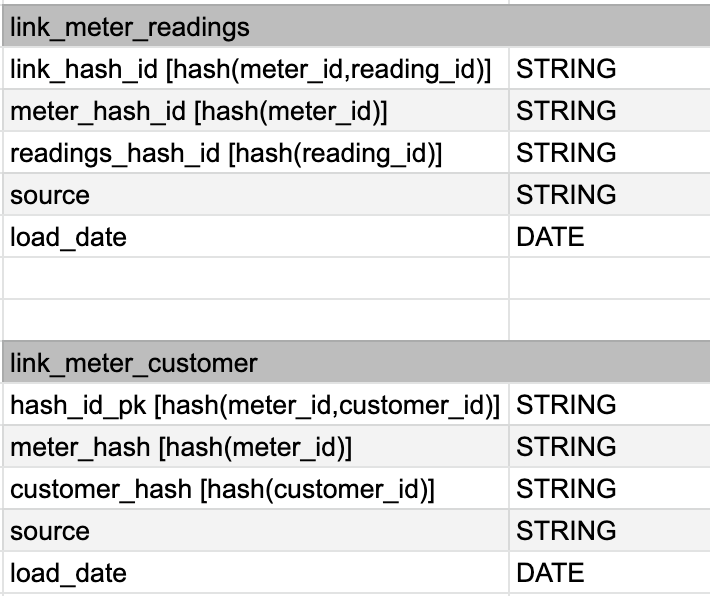 link_meter_readings
link_hash_id [hash(meter_id,reading_id)] STRING
meter_hash_id [hash(meter_id)] STRING
readings_hash_id [hash(reading_id)] STRING
source STRING
load_date DATE
link_meter_customer
hash_id_pk [hash(meter_id,customer_id)] STRING
meter_hash [hash(meter_id)] STRING
customer_hash [hash(customer_id)] STRING
source STRING
load_date DATE